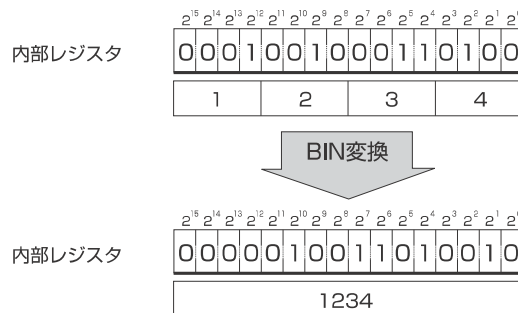 2¹⁵ 2¹⁴ 2¹³ 2¹² 2¹¹ 2¹⁰ 2⁹ 2⁸ 2⁷ 2⁶ 2⁵ 2⁴ 2³ 2² 2¹ 2⁰
内部レジスタ 0 0 0 1 0 0 1 0 0 0 1 1 0 1 0 0
1 2 3 4
BIN変換
2¹⁵ 2¹⁴ 2¹³ 2¹² 2¹¹ 2¹⁰ 2⁹ 2⁸ 2⁷ 2⁶ 2⁵ 2⁴ 2³ 2² 2¹ 2⁰
内部レジスタ 0 0 0 0 0 1 0 0 1 1 0 1 0 0 1 0
1234